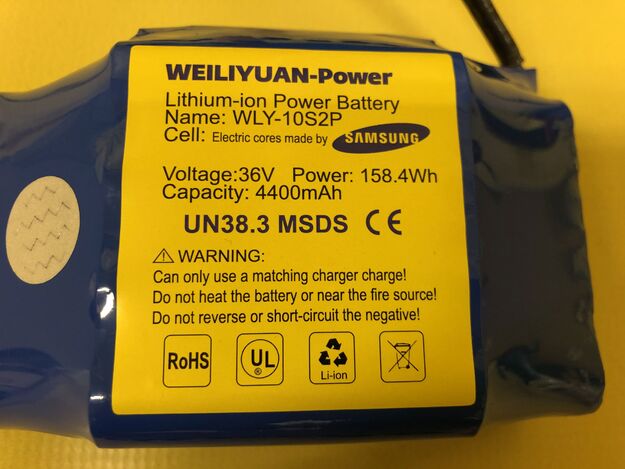 WEILIYUAN-Power
Lithium-ion Power Battery
Name: WLY-10S2P
Cell: Electric cores made by SAMSUNG
Voltage:36V Power: 158.4Wh
Capacity: 4400mAh
UN38.3 MSDS CE
⚠ WARNING:
Can only use a matching charger charge!
Do not heat the battery or near the fire source!
Do not reverse or short-circuit the negative!
RoHS UL ® Li-ion